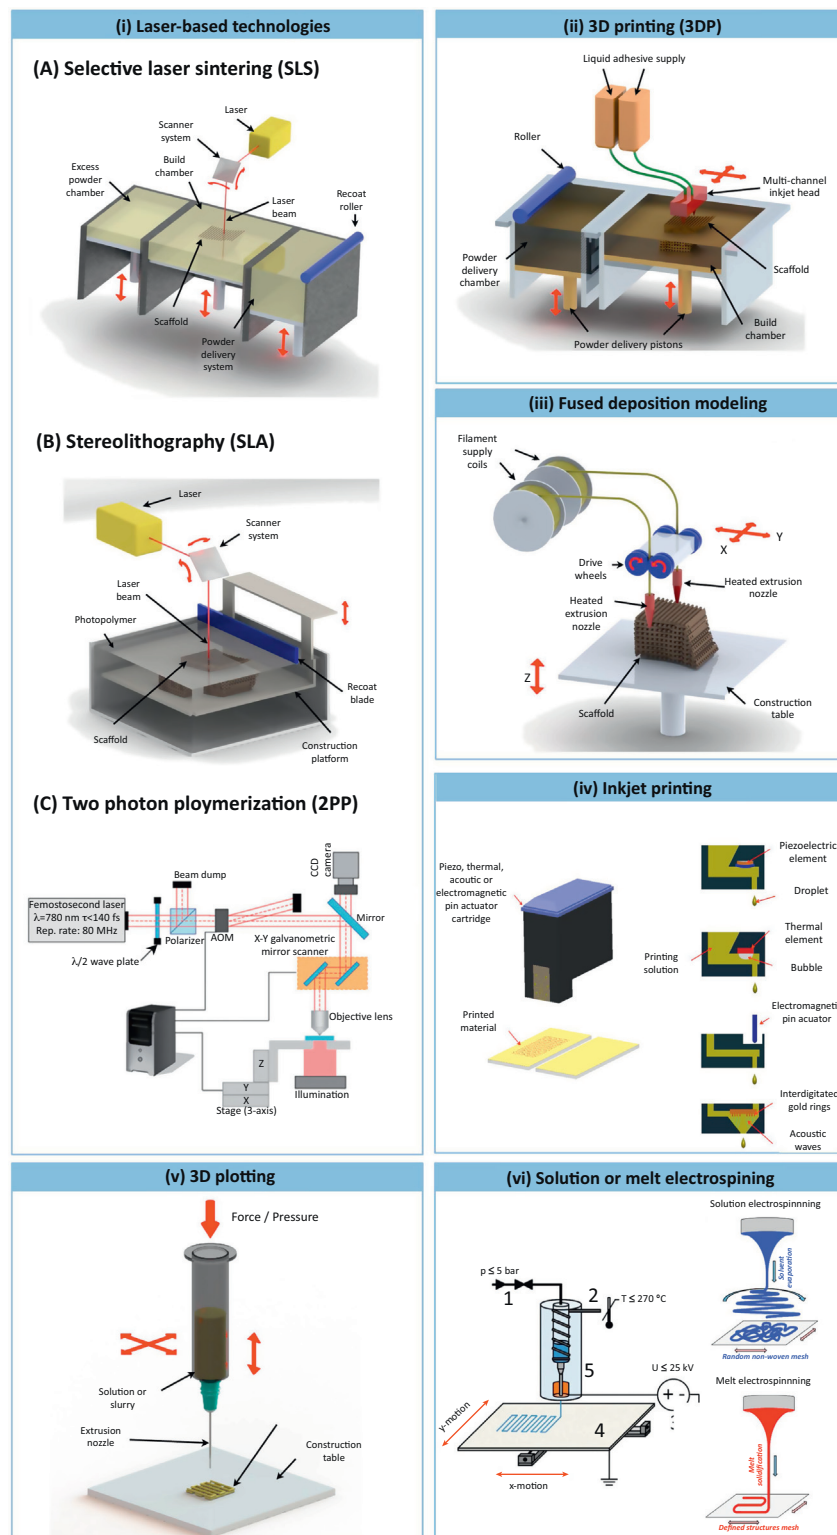 (i) Laser-based technologies
(A) Selective laser sintering (SLS)
Laser
Scanner
system
Build
chamber
Excess
powder
chamber
Laser
beam
Recoat
roller
Scaffold
Powder
delivery
system
(B) Stereolithography (SLA)
Laser
Scanner
system
Laser
beam
Photopolymer
Recoat
blade
Scaffold
Construction
platform
(C) Two photon ploymerization (2PP)
CCD
camera
Beam dump
Femostosecond laser
λ=780 nm τ<140 fs
Rep. rate: 80 MHz
Polarizer
AOM
Mirror
λ/2 wave plate
X-Y galvanometric
mirror scanner
Objective lens
Z
Y
X
Stage (3-axis)
Illumination
(ii) 3D printing (3DP)
Liquid adhesive supply
Roller
Multi-channel
inkjet head
Powder
delivery
chamber
Scaffold
Build
chamber
Powder delivery pistons
(iii) Fused deposition modeling
Filament
supply
coils
Y
X
Drive
wheels
Heated extrusion
nozzle
Heated
extrusion
nozzle
Z
Scaffold
Construction
table
(iv) Inkjet printing
Piezo, thermal,
acoutic or
electromagnetic
pin actuator
cartridge
Piezoelectric
element
Droplet
Printing
solution
Thermal
element
Bubble
Electromagnetic
pin acuator
Printed
material
Interdigitated
gold rings
Acoustic
waves
(v) 3D plotting
Force / Pressure
Solution or
slurry
Extrusion
nozzle
Construction
table
(vi) Solution or melt electrospining
Solution electrospinnning
Solvent
evaporation
Random non-woven mesh
p ≤ 5 bar
1
2
T ≤ 270 °C
5
U ≤ 25 kV
+ -
y-motion
4
x-motion
Melt electrospinnning
Melt
solidification
Defined structures mesh